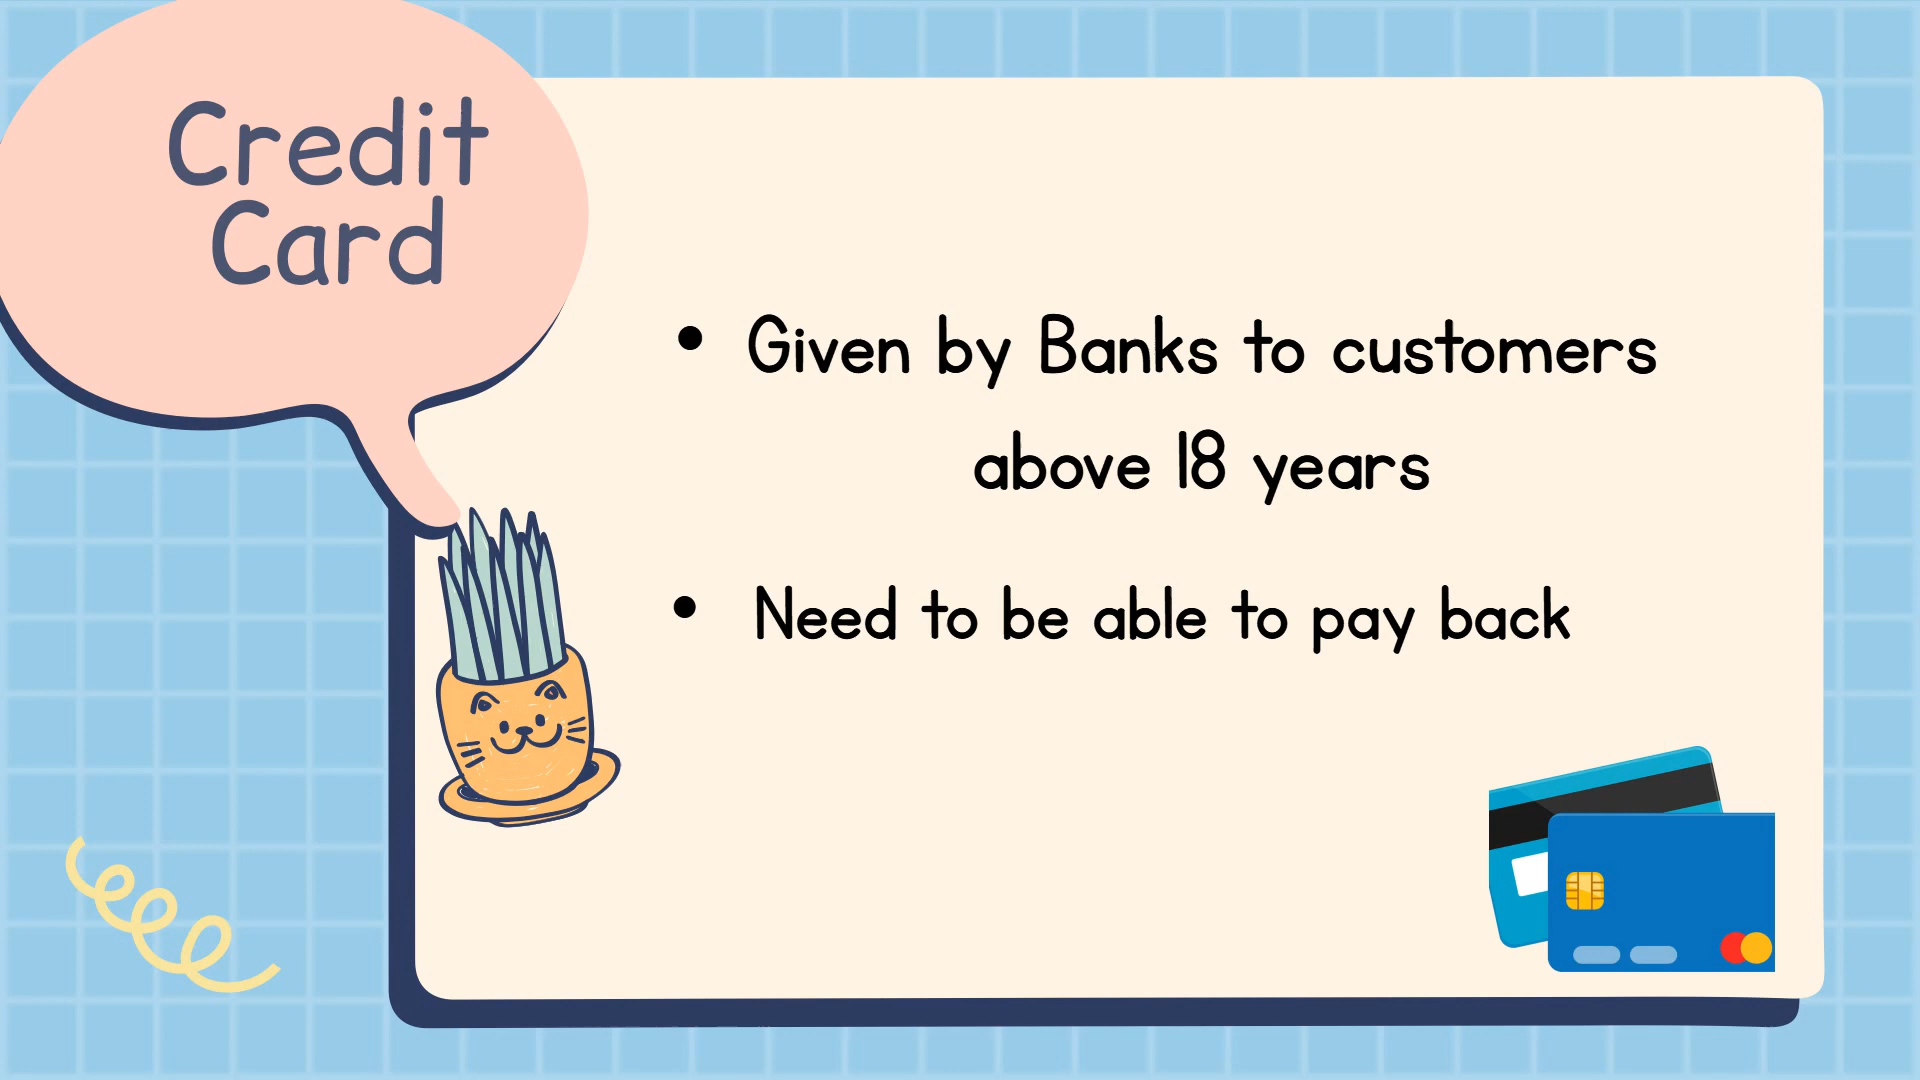 Credit
Card
• Given by Banks to customers
above 18 years
• Need to be able to pay back